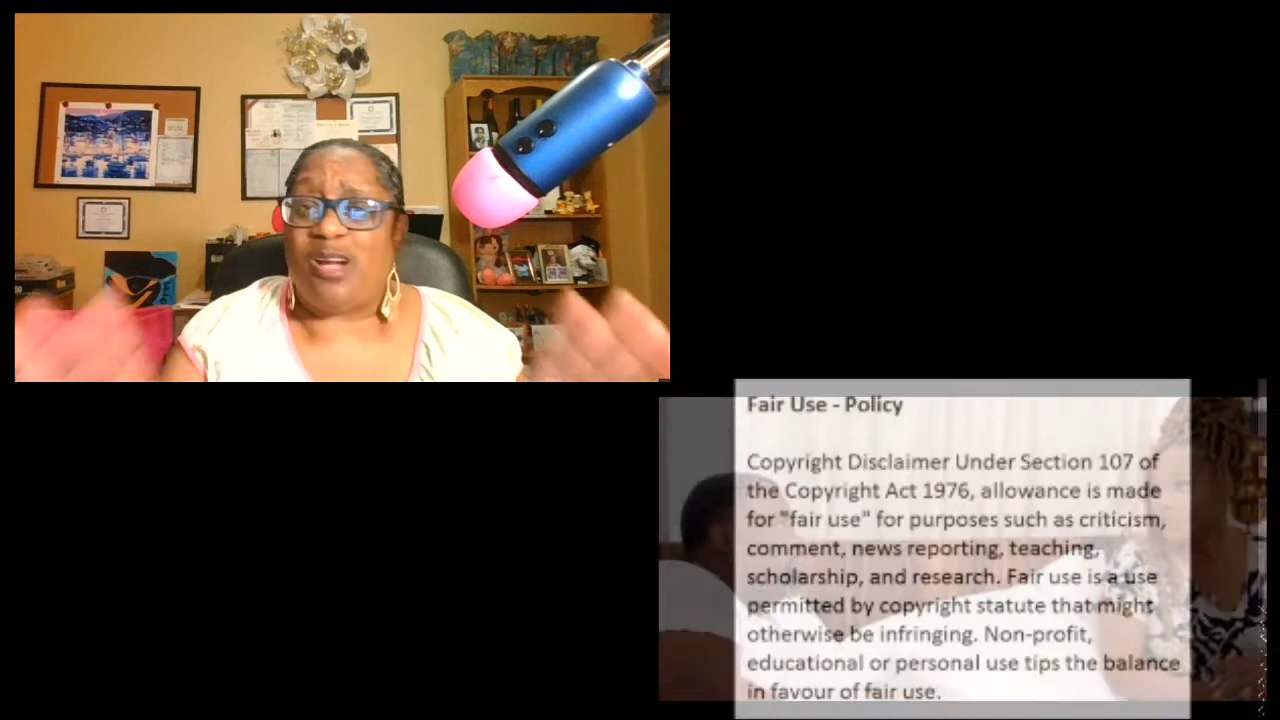 Fair Use - Policy
Copyright Disclaimer Under Section 107 of
the Copyright Act 1976, allowance is made
for "fair use" for purposes such as criticism,
comment, news reporting, teaching,
scholarship, and research. Fair use is a use
permitted by copyright statute that might
otherwise be infringing. Non-profit,
educational or personal use tips the balance
in favour of fair use.